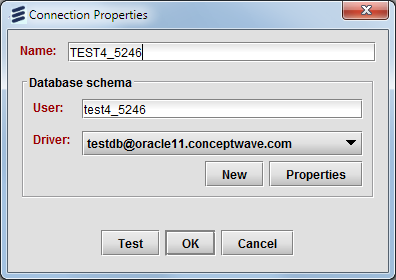 Connection Properties
Name: TEST4_5246
Database schema
User: test4_5246
Driver: testdb@oracle11.conceptwave.com
New Properties
Test OK Cancel